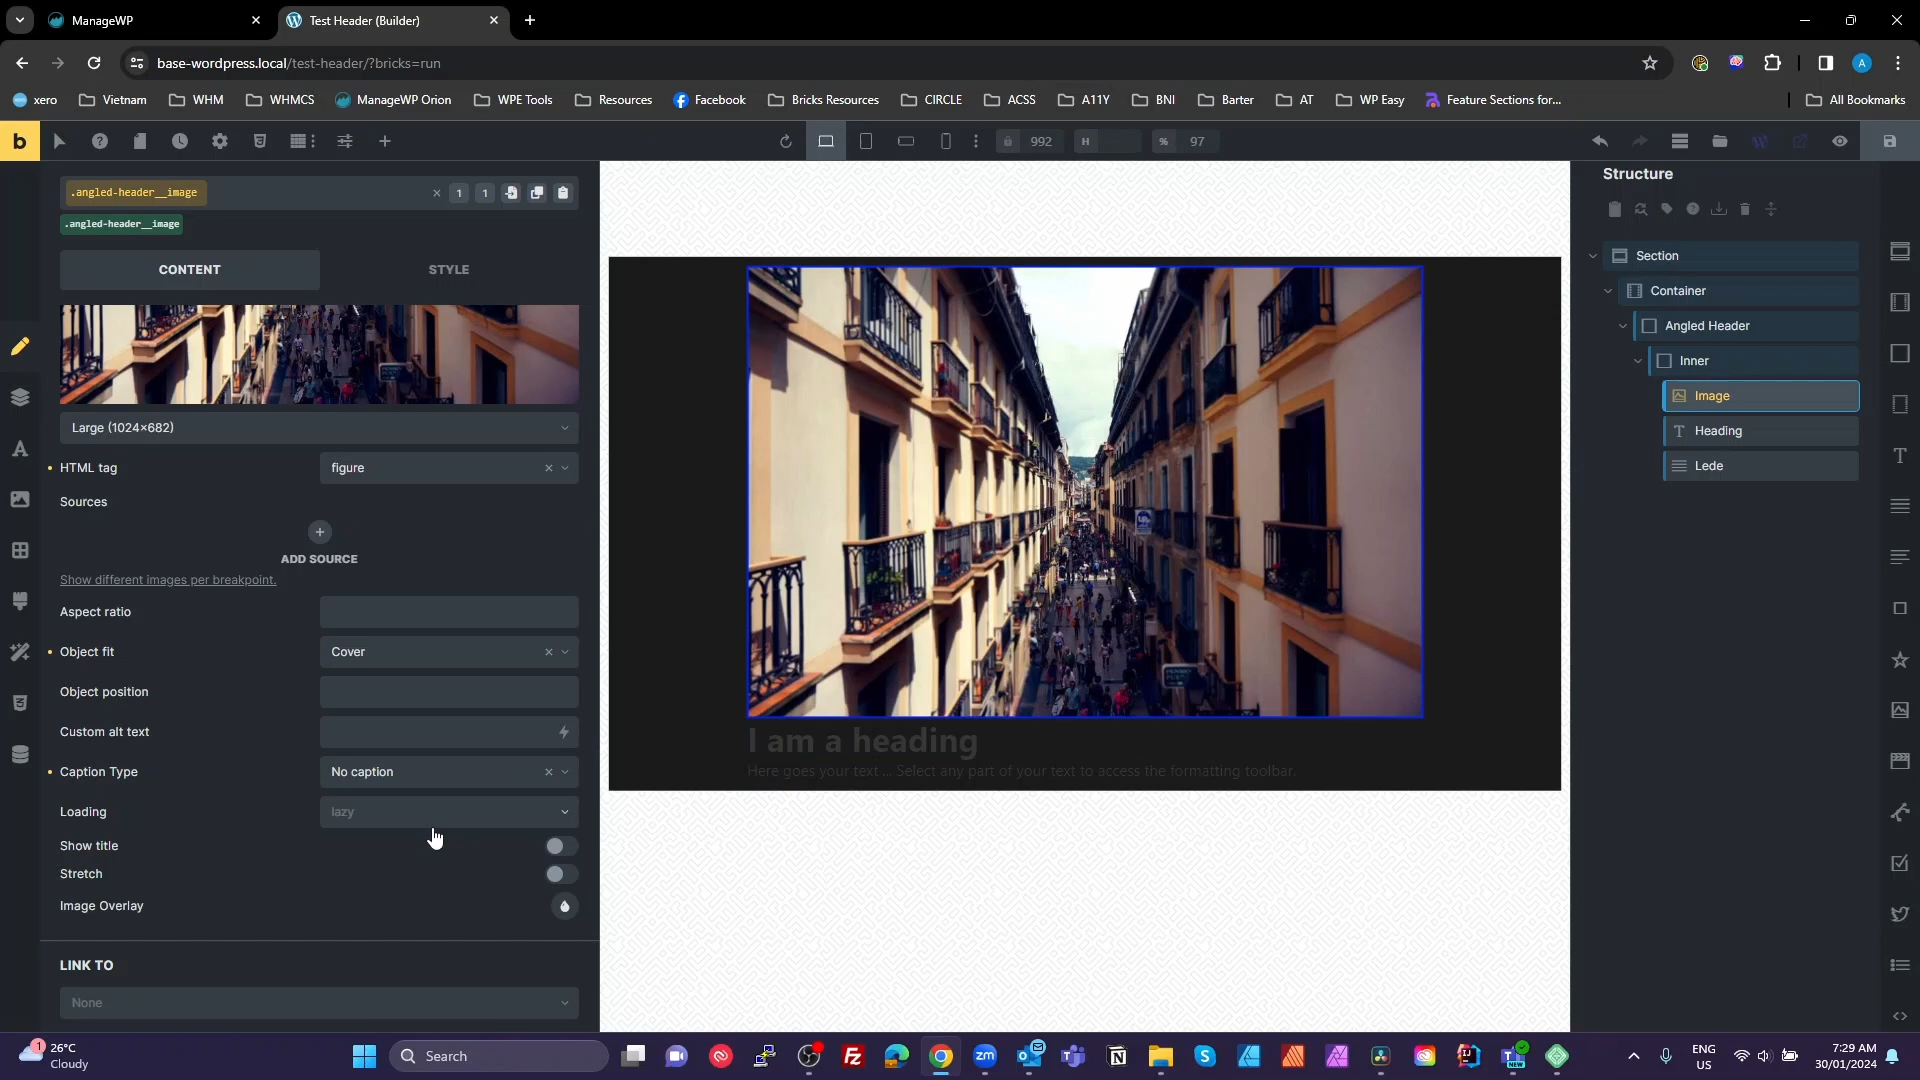 ManageWP
Test Header (Builder)
base-wordpress.local/test-header/?bricks=run
A
xero
Vietnam
WHM
WHMCS
ManageWP Orion
WPE Tools
Resources
Facebook
Bricks Resources
CIRCLE
ACSS
A11Y
BNI
Barter
AT
WP Easy
Feature Sections for...
All Bookmarks
b
992
H
% 97
.angled-header__image
1
1
.angled-header__image
CONTENT
STYLE
Large (1024×682)
HTML tag
figure
Sources
ADD SOURCE
Show different images per breakpoint.
Aspect ratio
Object fit
Cover
Object position
Custom alt text
Caption Type
No caption
Loading
lazy
Show title
Stretch
Image Overlay
LINK TO
None
I am a heading
Here goes your text ... Select any part of your text to access the formatting toolbar.
Structure
Section
Container
Angled Header
Inner
Image
Heading
Lede
1
26°C
Cloudy
Search
zm
NEW
ENG
US
7:29 AM
30/01/2024